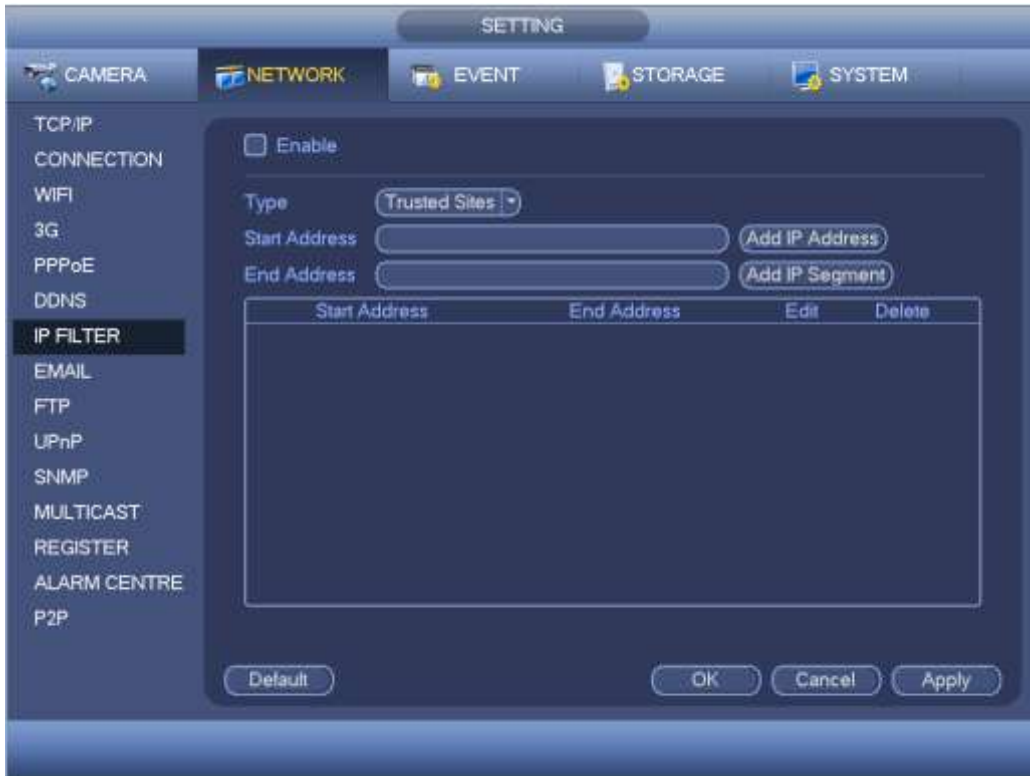 SETTING
CAMERA NETWORK EVENT STORAGE SYSTEM
TCP/IP
CONNECTION
WIFI
3G
PPPoE
DDNS
IP FILTER
EMAIL
FTP
UPnP
SNMP
MULTICAST
REGISTER
ALARM CENTRE
P2P
Enable
Type Trusted Sites
Start Address Add IP Address
End Address Add IP Segment
Start Address End Address Edit Delete
Default OK Cancel Apply